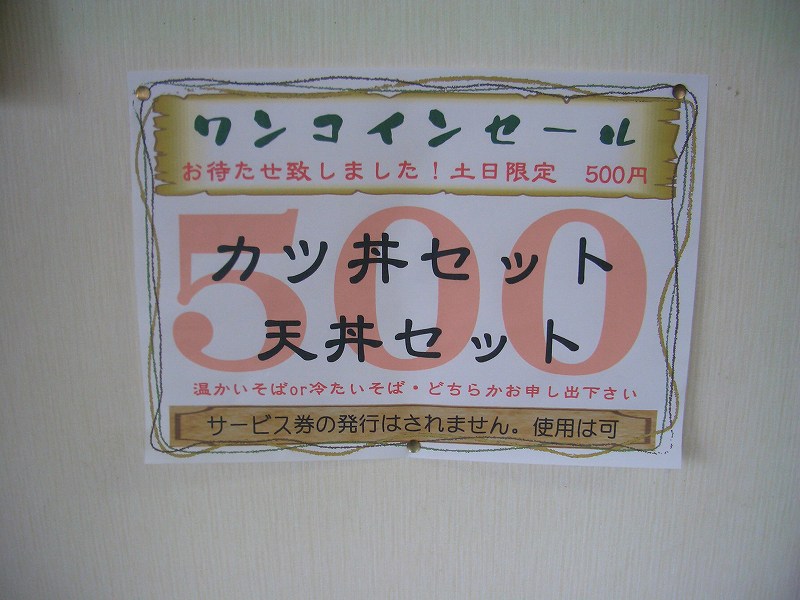 ワンコインセール
お待たせ致しました！土日限定　500円
500
カツ丼セット
天丼セット
温かいそばor冷たいそば・どちらかお申し出下さい
サービス券の発行はされません。使用は可